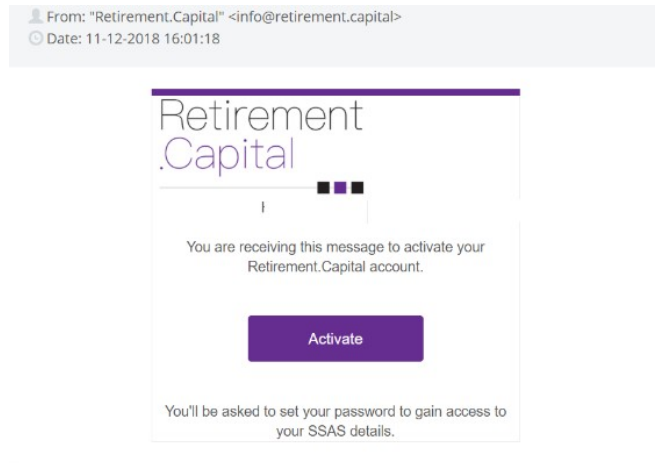 From: "Retirement.Capital" <info@retirement.capital>
Date: 11-12-2018 16:01:18
Retirement
.Capital
You are receiving this message to activate your
Retirement.Capital account.
Activate
You'll be asked to set your password to gain access to
your SSAS details.